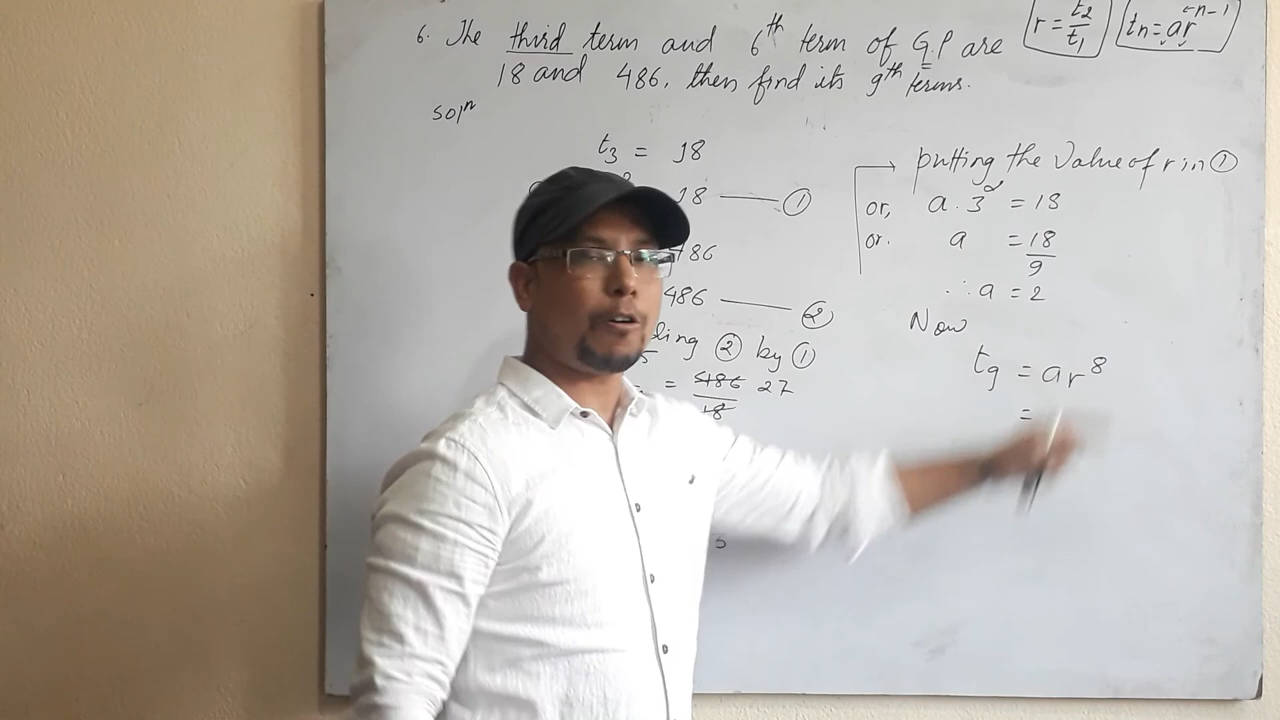 6. The third term and 6th term of G.P are
18 and 486, then find its 9th terms.
r = t2/t1
tn = ar^n-1
Solⁿ
t3 = 18
18 —— ①
486
486 —— ②
ding ② by ①
= 486/18 27
putting the value of r in ①
or, a . 3² = 18
or. a = 18/9
∴ a = 2
Now
t9 = ar⁸
=